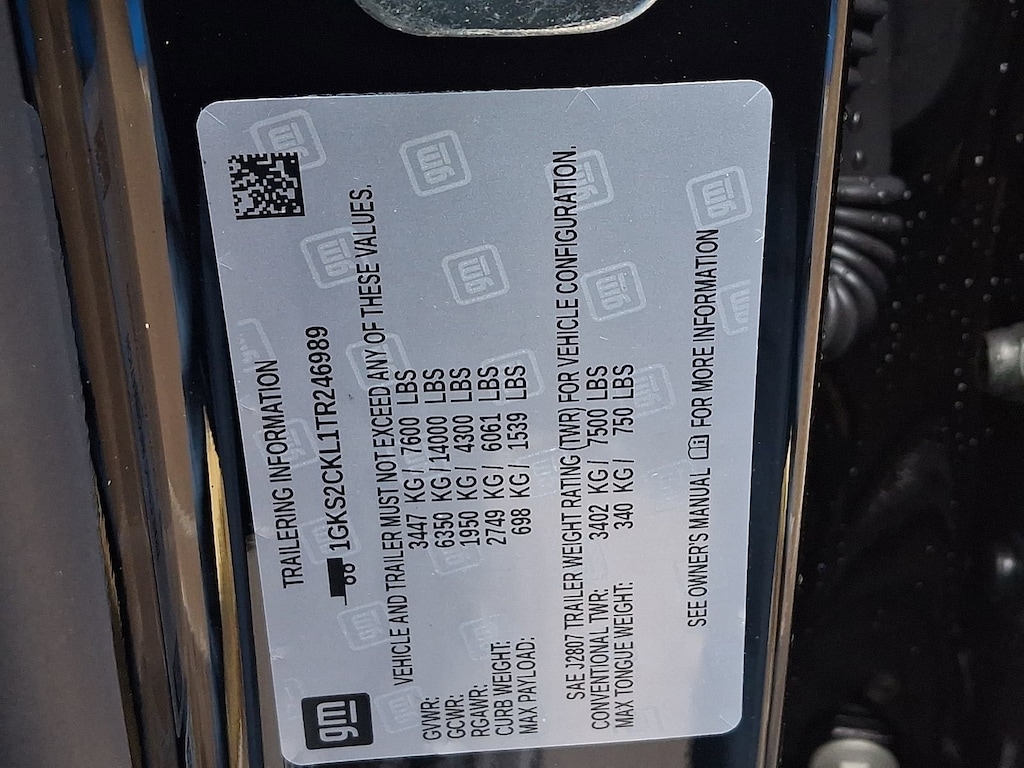 gm
TRAILERING INFORMATION
1GKS2CKL1TR246989
VEHICLE AND TRAILER MUST NOT EXCEED ANY OF THESE VALUES.
GVWR: 3447 KG / 7600 LBS
GCWR: 6350 KG / 14000 LBS
RGAWR: 1950 KG / 4300 LBS
CURB WEIGHT: 2749 KG / 6061 LBS
MAX PAYLOAD: 698 KG / 1539 LBS
SAE J2807 TRAILER WEIGHT RATING (TWR) FOR VEHICLE CONFIGURATION.
CONVENTIONAL TWR: 3402 KG / 7500 LBS
MAX TONGUE WEIGHT: 340 KG / 750 LBS
SEE OWNER'S MANUAL FOR MORE INFORMATION